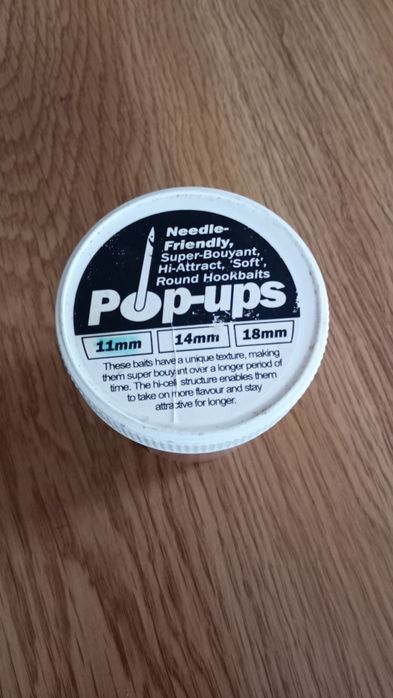 Needle-
Friendly,
Super-Bouyant,
Hi-Attract, 'Soft',
Round Hookbaits
Pop-ups
11mm 14mm 18mm
These baits have a unique texture, making
them super bouyant over a longer period of
time. The hi-cell structure enables them
to take on more flavour and stay
attractive for longer.